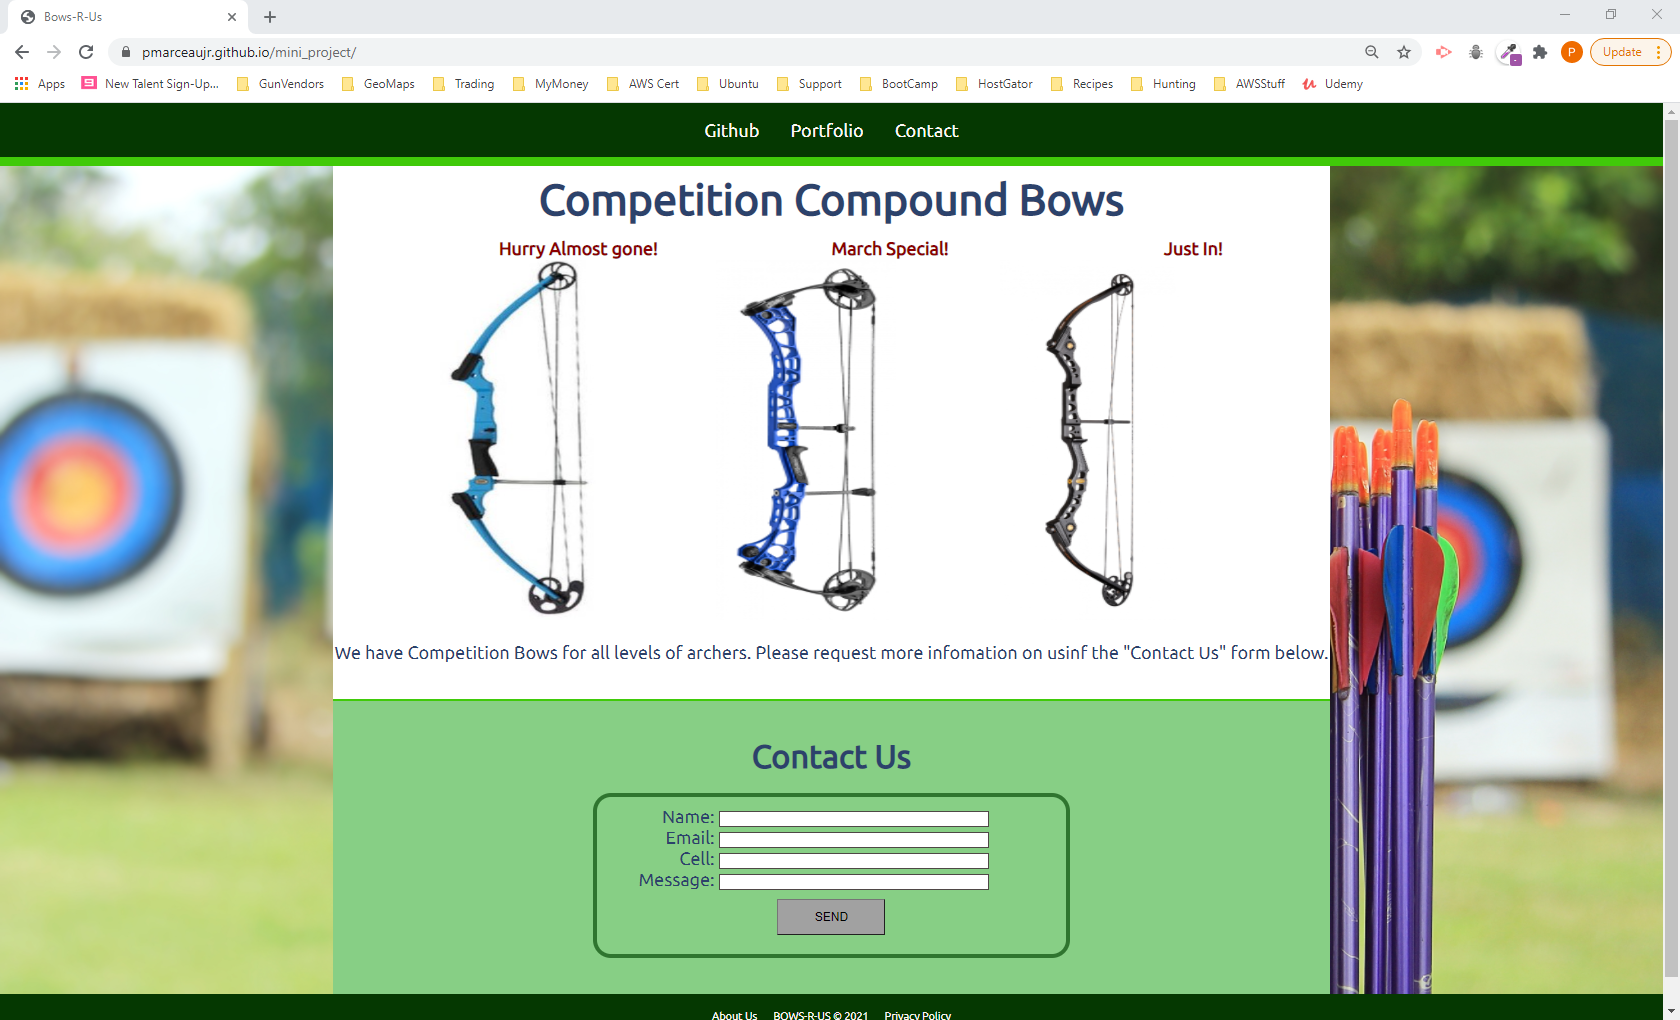 Bows-R-Us
pmarceaujr.github.io/mini_project/
P
Update
Apps New Talent Sign-Up... GunVendors GeoMaps Trading MyMoney AWS Cert Ubuntu Support BootCamp HostGator Recipes Hunting AWSStuff Udemy
Github Portfolio Contact
Competition Compound Bows
Hurry Almost gone! March Special! Just In!
We have Competition Bows for all levels of archers. Please request more infomation on usinf the "Contact Us" form below.
Contact Us
Name:
Email:
Cell:
Message:
SEND
About Us BOWS-R-US © 2021 Privacy Policy